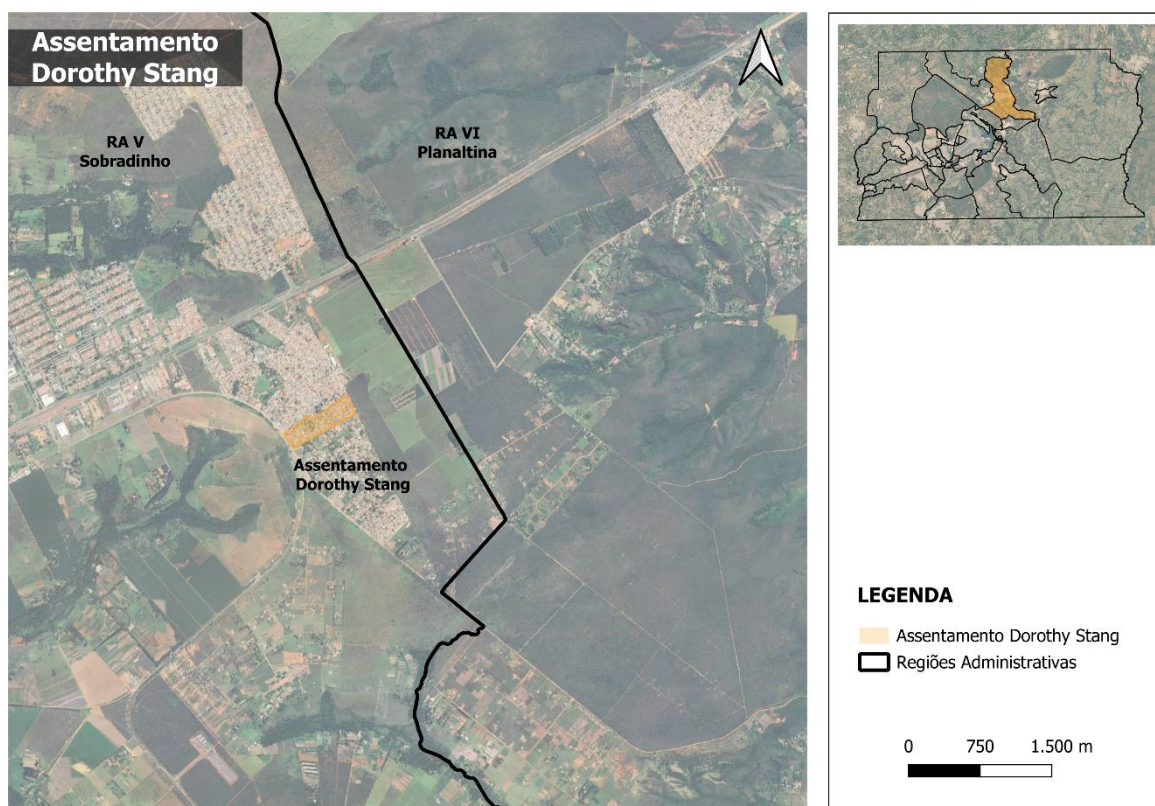 Assentamento
Dorothy Stang
RA V
Sobradinho
RA VI
Planaltina
Assentamento
Dorothy Stang
LEGENDA
Assentamento Dorothy Stang
Regiões Administrativas
0 750 1.500 m